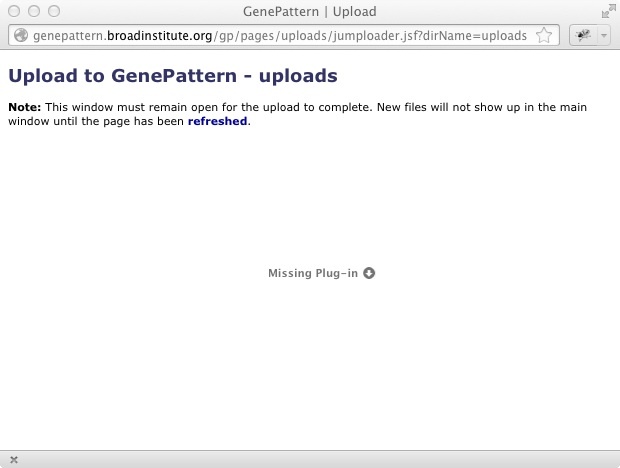 GenePattern | Upload
genepattern.broadinstitute.org/gp/pages/uploads/jumploader.jsf?dirName=uploads
Upload to GenePattern - uploads
Note: This window must remain open for the upload to complete. New files will not show up in the main
window until the page has been refreshed.
Missing Plug-in